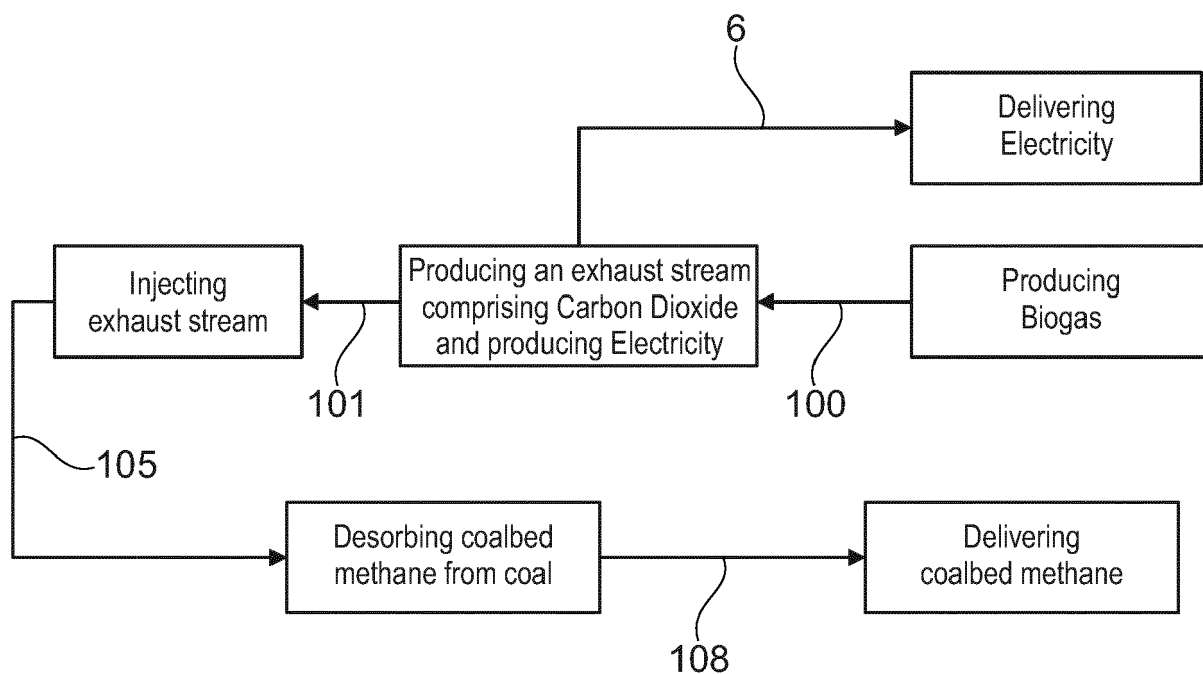 6
Delivering
Electricity
Injecting
exhaust stream
Producing an exhaust stream
comprising Carbon Dioxide
and producing Electricity
Producing
Biogas
101
100
105
Desorbing coalbed
methane from coal
Delivering
coalbed methane
108